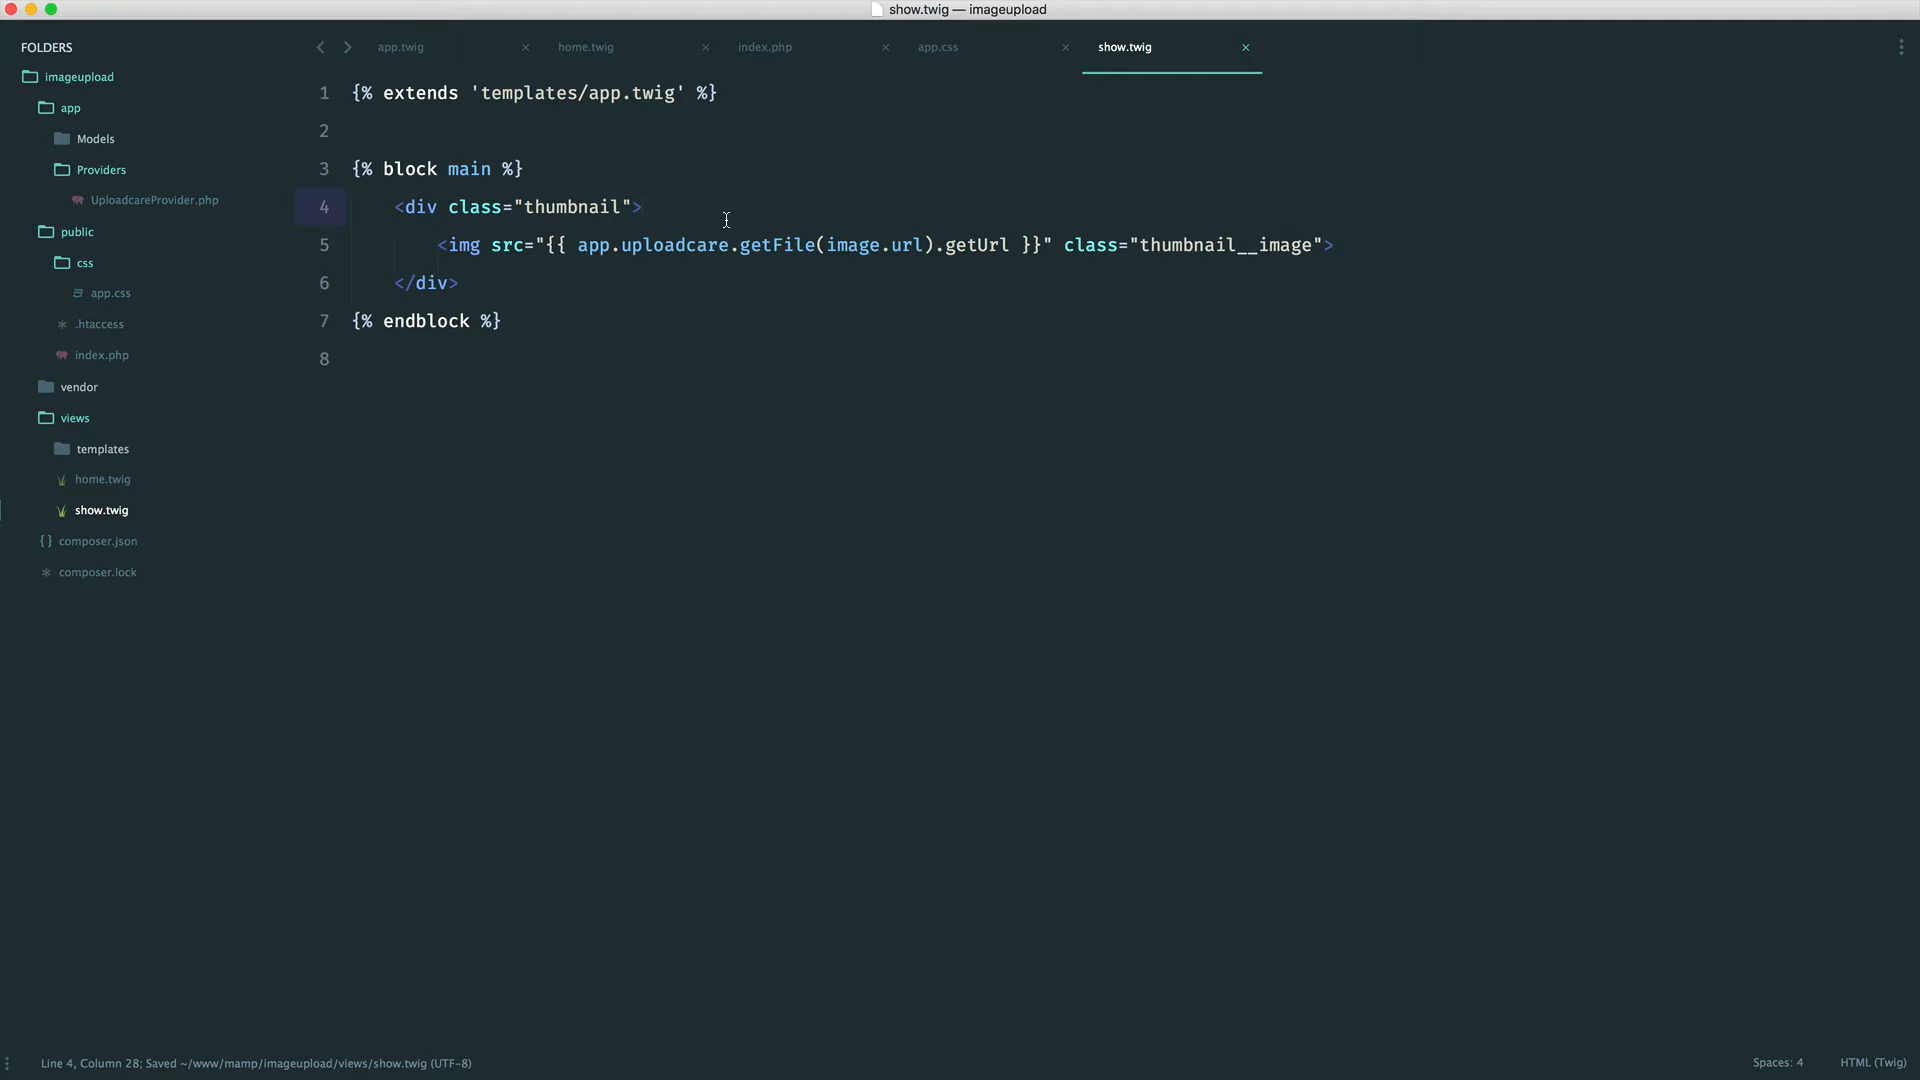 show.twig — imageupload
FOLDERS
imageupload
app
Models
Providers
UploadcareProvider.php
public
css
app.css
.htaccess
index.php
vendor
views
templates
home.twig
show.twig
composer.json
composer.lock
app.twig
home.twig
index.php
app.css
show.twig
1 {% extends 'templates/app.twig' %}
2
3 {% block main %}
4 <div class="thumbnail">
5 <img src="{{ app.uploadcare.getFile(image.url).getUrl }}" class="thumbnail__image">
6 </div>
7 {% endblock %}
8
Line 4, Column 28; Saved ~/www/mamp/imageupload/views/show.twig (UTF-8)
Spaces: 4
HTML (Twig)